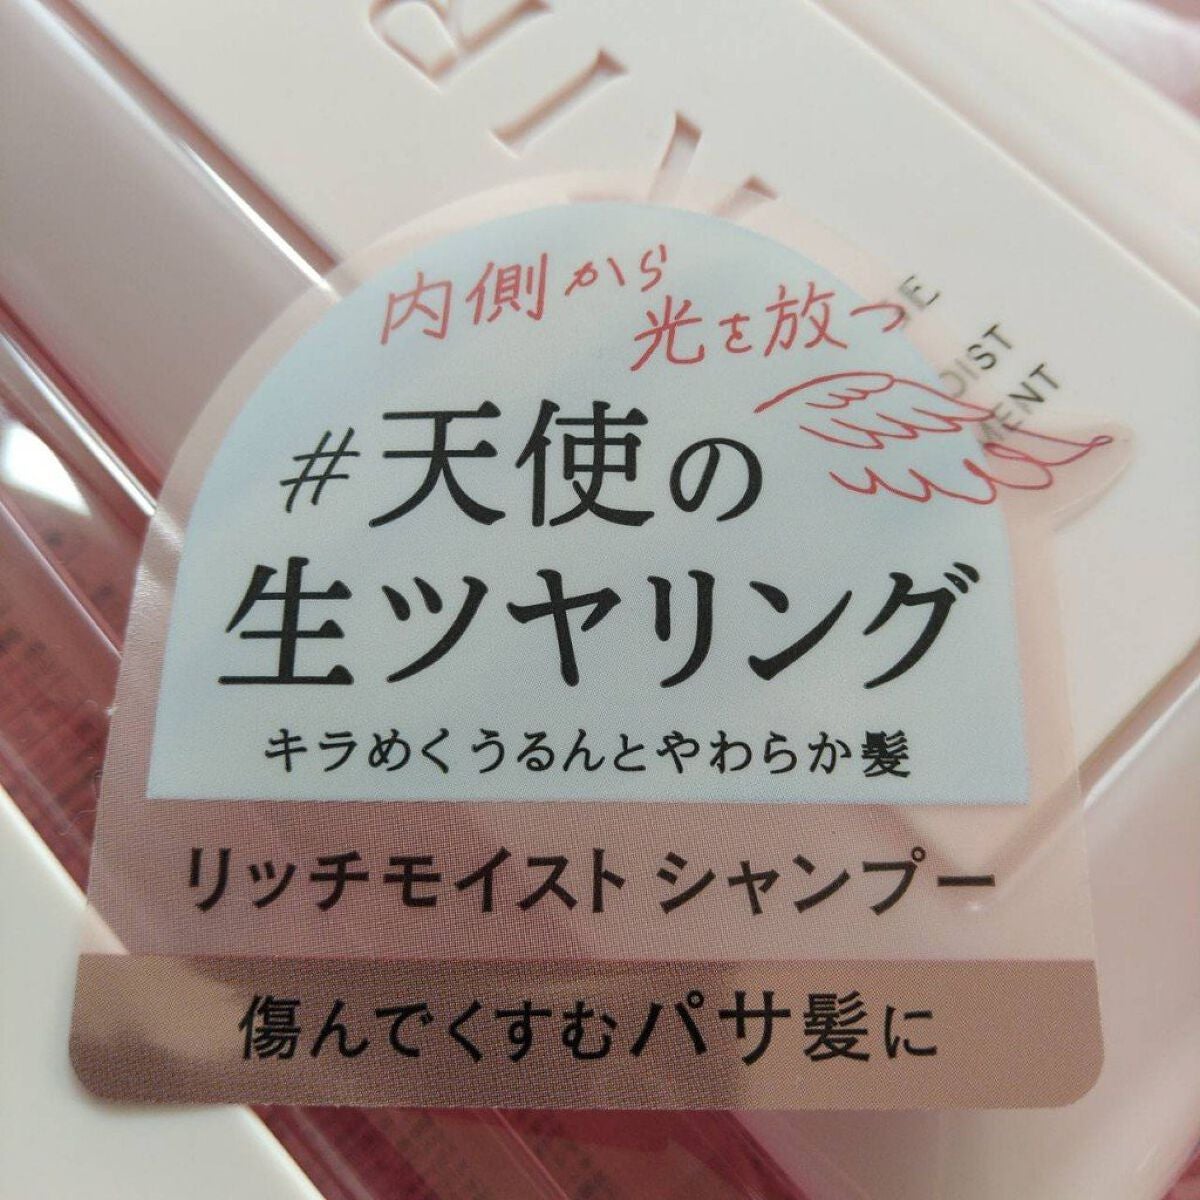 内側から
光を放つ
#天使の
生ツヤリング
キラめくうるんとやわらか髪
リッチモイスト シャンプー
傷んでくすむパサ髪に